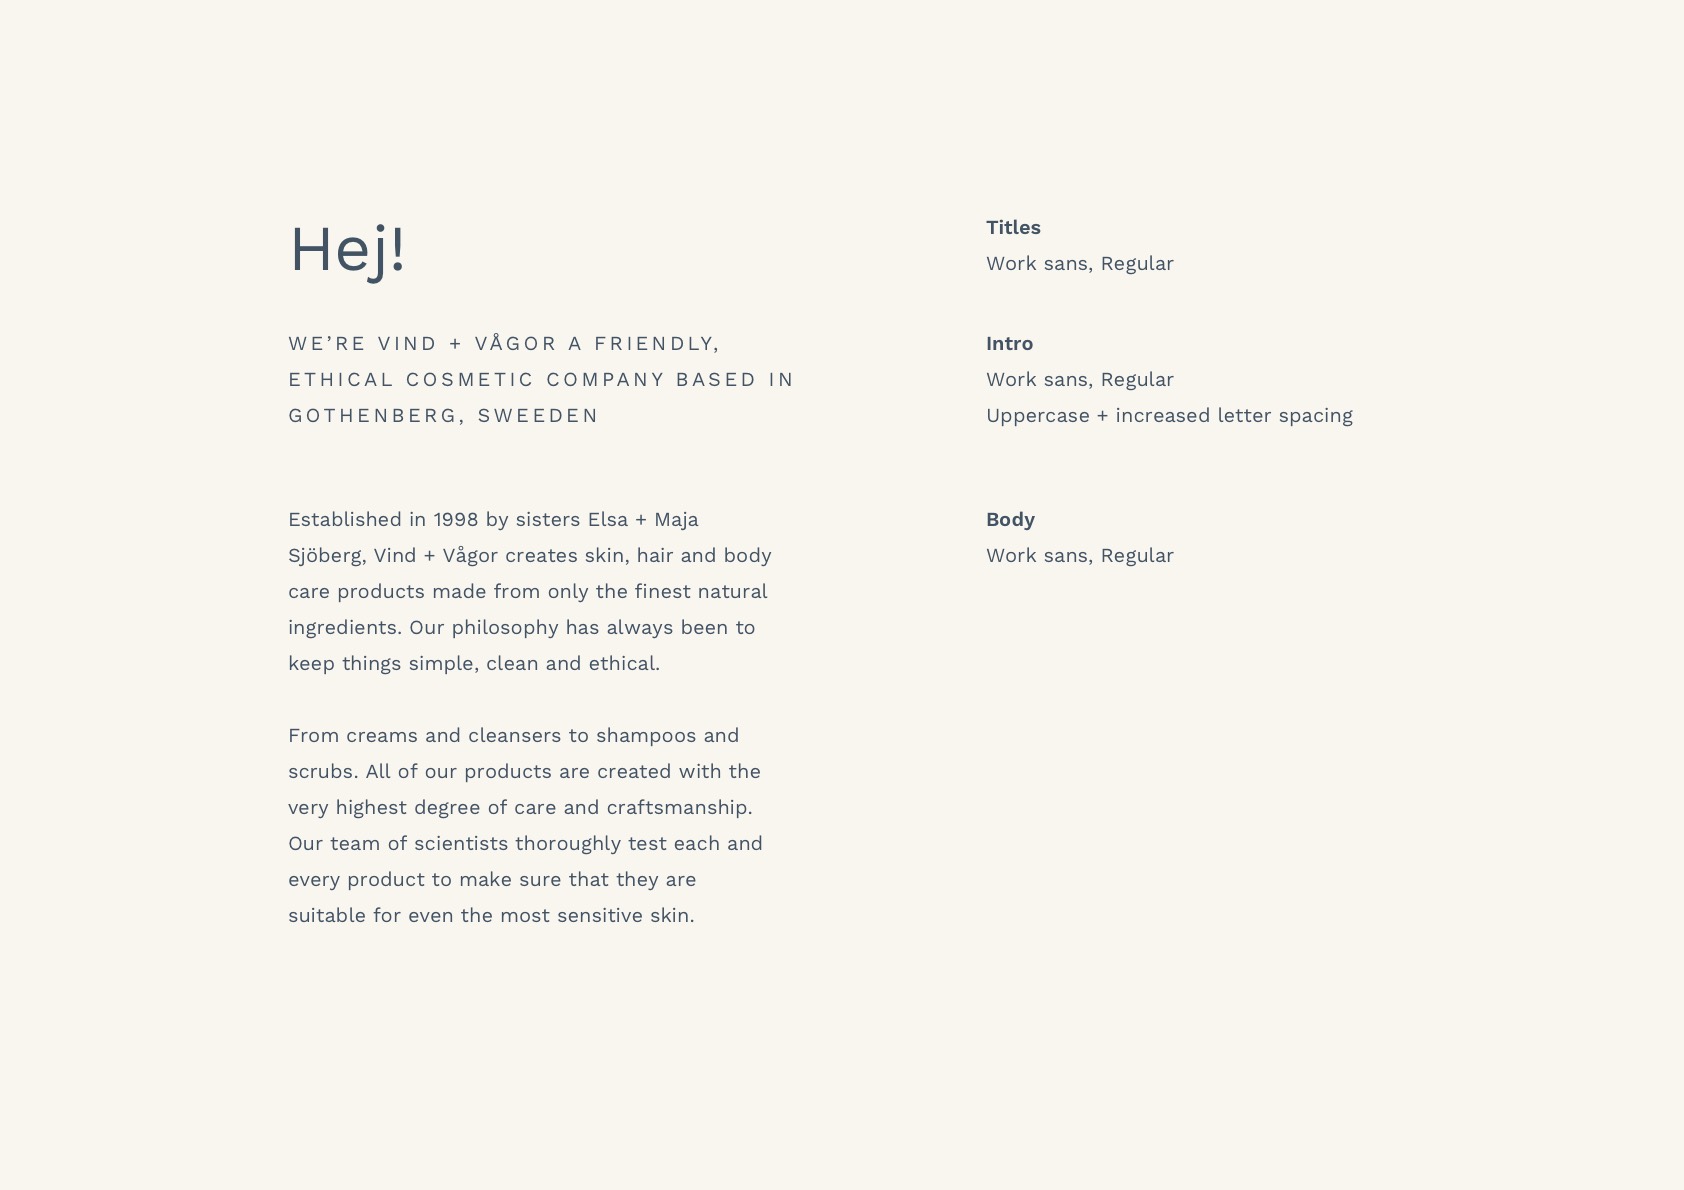 Hej!
WE’RE VIND + VÅGOR A FRIENDLY,
ETHICAL COSMETIC COMPANY BASED IN
GOTHENBERG, SWEEDEN
Established in 1998 by sisters Elsa + Maja
Sjöberg, Vind + Vågor creates skin, hair and body
care products made from only the finest natural
ingredients. Our philosophy has always been to
keep things simple, clean and ethical.
From creams and cleansers to shampoos and
scrubs. All of our products are created with the
very highest degree of care and craftsmanship.
Our team of scientists thoroughly test each and
every product to make sure that they are
suitable for even the most sensitive skin.
Titles
Work sans, Regular
Intro
Work sans, Regular
Uppercase + increased letter spacing
Body
Work sans, Regular